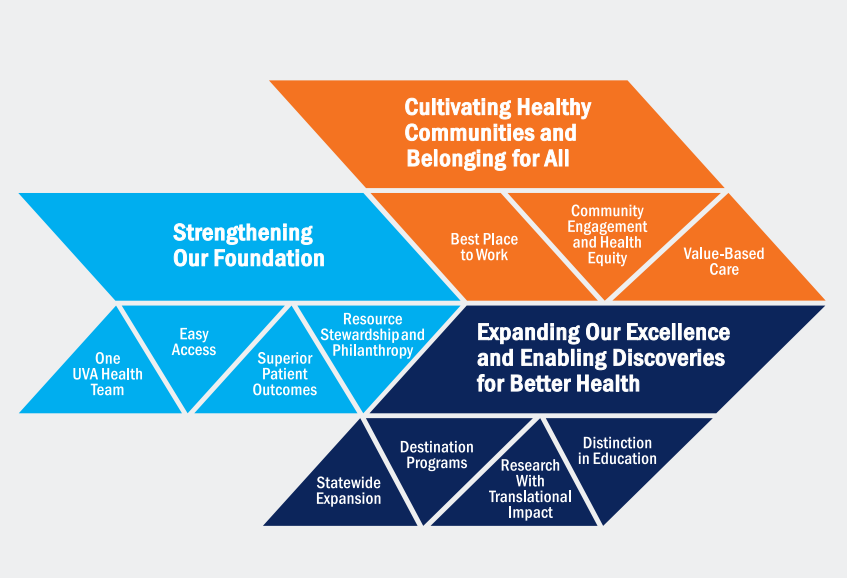 Cultivating Healthy
Communities and
Belonging for All
Best Place
to Work
Community
Engagement
and Health
Equity
Value-Based
Care
Strengthening
Our Foundation
One
UVA Health
Team
Easy
Access
Superior
Patient
Outcomes
Resource
Stewardship and
Philanthropy
Expanding Our Excellence
and Enabling Discoveries
for Better Health
Statewide
Expansion
Destination
Programs
Research
With
Translational
Impact
Distinction
in Education